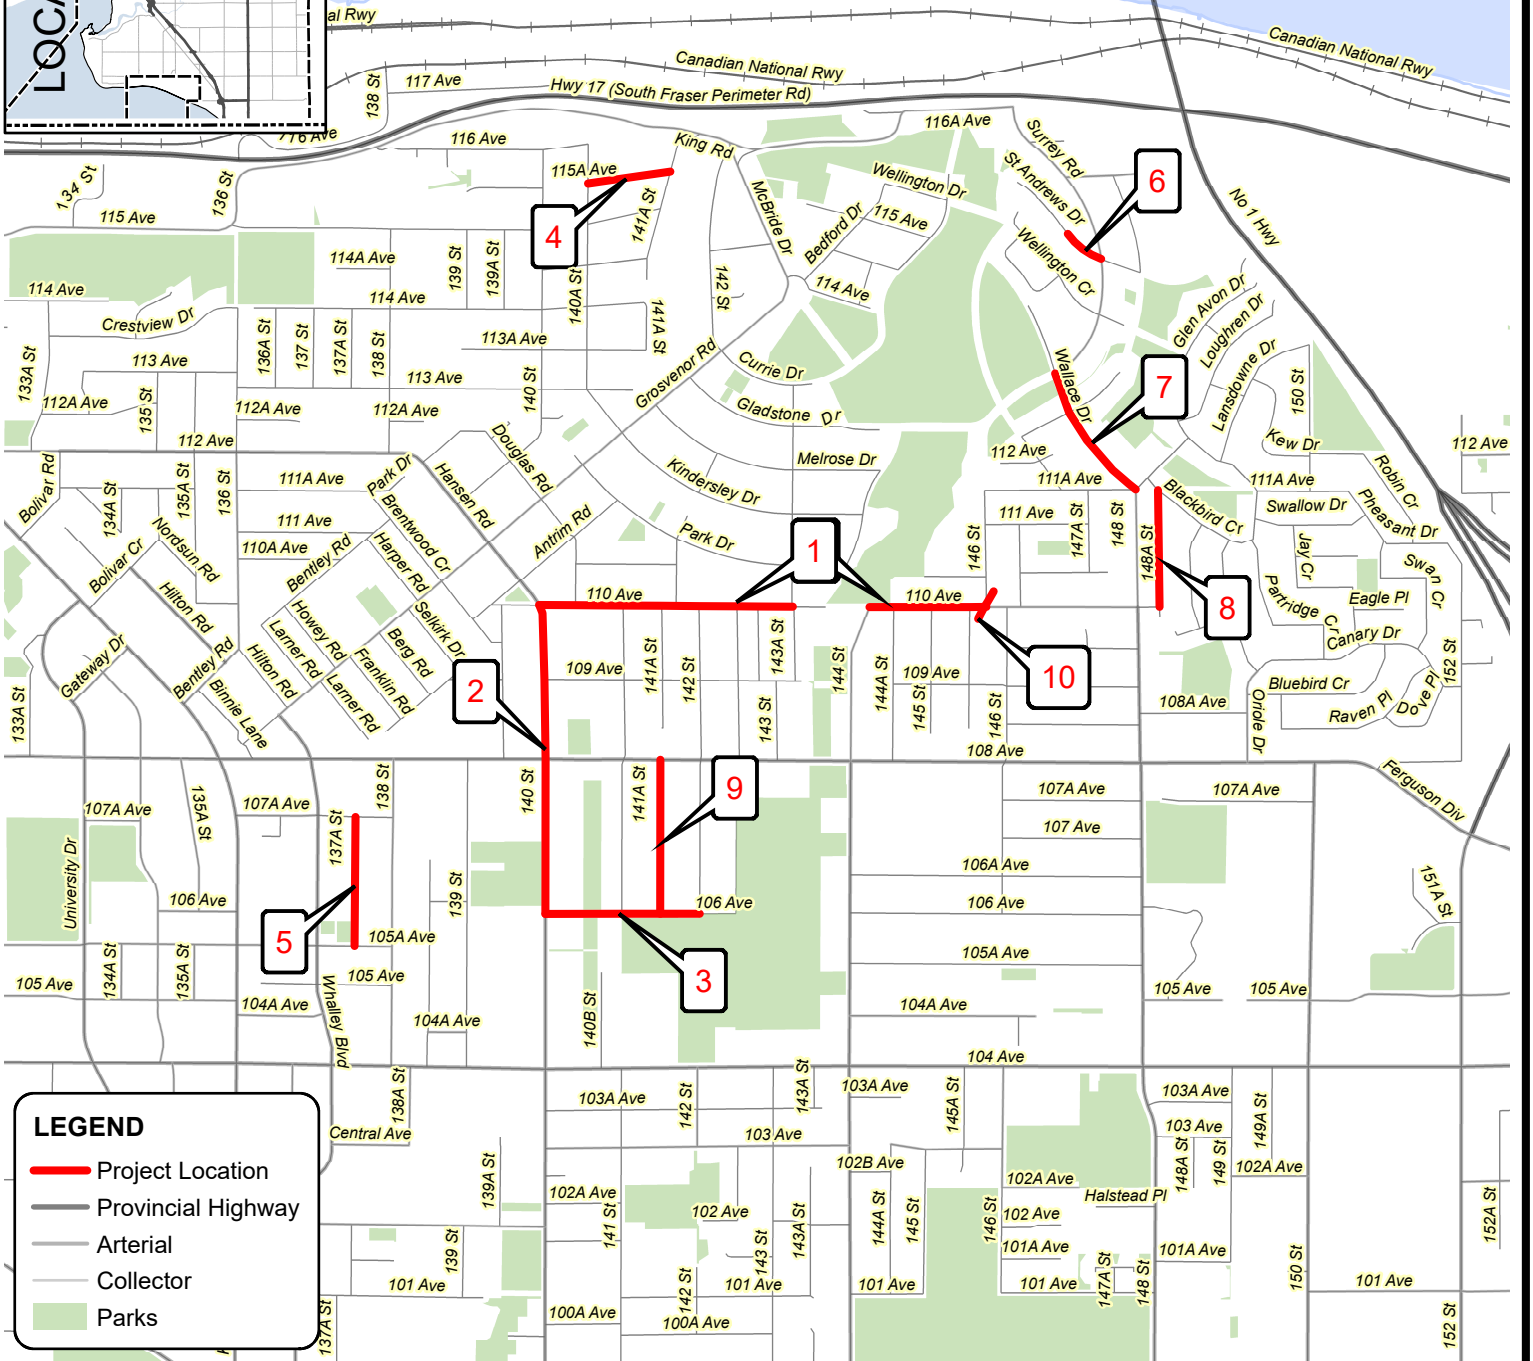 LOCA
al Rwy
Canadian National Rwy
Canadian National Rwy
138 St
117 Ave
Hwy 17 (South Fraser Perimeter Rd)
116 Ave
116 Ave
King Rd
116A Ave
Surrey Rd
St Andrews Dr
6
134 St
136 St
115A Ave
Wellington Dr
McBride Dr
No 1 Hwy
115 Ave
4
141A St
Bedford Dr
115 Ave
Wellington Cr
114A Ave
139 St
139A St
140A St
142 St
114 Ave
114 Ave
114 Ave
Glen Avon Dr
Loughren Dr
Crestview Dr
136A St
137 St
137A St
138 St
113A Ave
141A St
Grosvenor Rd
Currie Dr
Wallace Dr
Lansdowne Dr
133A St
113 Ave
113 Ave
140 St
7
150 St
112A Ave
135 St
112A Ave
112A Ave
Gladstone Dr
112 Ave
Douglas Rd
Kew Dr
112 Ave
112 Ave
Bolivar Rd
134A St
135A St
136 St
111A Ave
Park Dr
Hansen Rd
Melrose Dr
Kindersley Dr
111A Ave
111A Ave
Robin Cr
Brentwood Cr
Blackbird Cr
Swallow Dr
Pheasant Dr
111 Ave
Antrim Rd
Park Dr
1
146 St
111 Ave
147A St
148 St
148A St
Nordsun Rd
110A Ave
Bentley Rd
Harper Rd
Jay Cr
Swan Cr
Bolivar Cr
Hilton Rd
110 Ave
110 Ave
8
Partridge Cr
Eagle Pl
Howey Rd
Selkirk Dr
Canary Dr
Larner Rd
Berg Rd
141A St
142 St
143A St
144 St
152 St
Gateway Dr
Bentley Rd
Hilton Rd
Franklin Rd
2
109 Ave
144A St
109 Ave
145 St
146 St
10
Bluebird Cr
Dove Pl
133A St
Binnie Lane
Larner Rd
143 St
108A Ave
Oriole Dr
Raven Pl
108 Ave
Ferguson Div
107A Ave
135A St
107A Ave
137A St
138 St
140 St
141A St
9
107A Ave
107A Ave
107 Ave
University Dr
106A Ave
106 Ave
139 St
106 Ave
106 Ave
151A St
5
105A Ave
3
105A Ave
105 Ave
134A St
135A St
105 Ave
105 Ave
105 Ave
104A Ave
Whalley Blvd
104A Ave
140B St
104A Ave
104 Ave
138A St
103A Ave
142 St
143A St
103A Ave
145A St
103A Ave
149A St
Central Ave
103 Ave
103 Ave
139A St
102B Ave
148A St
149 St
102A Ave
102A Ave
102A Ave
Halstead Pl
102 Ave
102 Ave
141 St
143A St
144A St
145 St
146 St
152A St
139 St
143 St
101A Ave
101A Ave
101 Ave
142 St
101 Ave
101 Ave
101 Ave
147A St
148 St
150 St
101 Ave
100A Ave
100A Ave
137A St
152 St
LEGEND
Project Location
Provincial Highway
Arterial
Collector
Parks